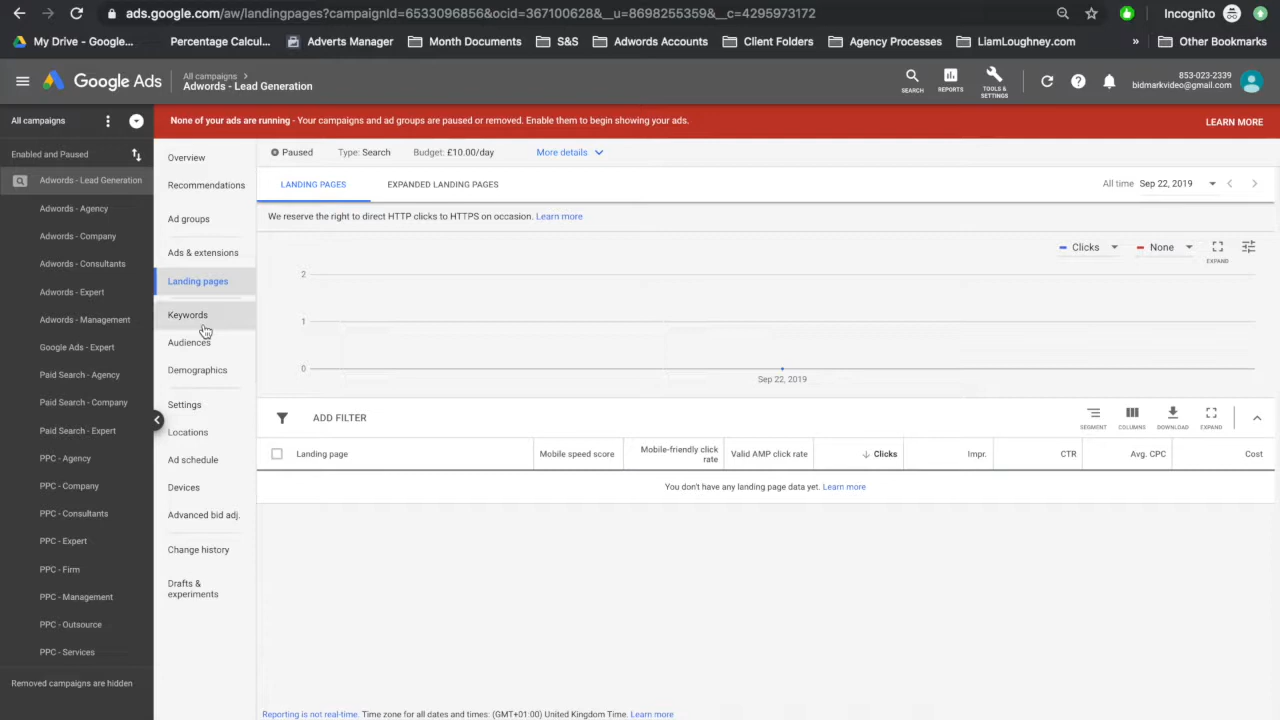 ads.google.com/aw/landingpages?campaignId=6533096856&ocid=367100628&__u=8698255359&__c=4295973172
Incognito
My Drive - Google...
Percentage Calcul...
Adverts Manager
Month Documents
S&S
Adwords Accounts
Client Folders
Agency Processes
LiamLoughney.com
»
Other Bookmarks
Google Ads
All campaigns >
Adwords - Lead Generation
SEARCH
REPORTS
TOOLS &
SETTINGS
853-023-2339
bidmarkvideo@gmail.com
All campaigns
None of your ads are running - Your campaigns and ad groups are paused or removed. Enable them to begin showing your ads.
LEARN MORE
Enabled and Paused
Adwords - Lead Generation
Adwords - Agency
Adwords - Company
Adwords - Consultants
Adwords - Expert
Adwords - Management
Google Ads - Expert
Paid Search - Agency
Paid Search - Company
Paid Search - Expert
PPC - Agency
PPC - Company
PPC - Consultants
PPC - Expert
PPC - Firm
PPC - Management
PPC - Outsource
PPC - Services
Removed campaigns are hidden
Overview
Recommendations
Ad groups
Ads & extensions
Landing pages
Keywords
Audiences
Demographics
Settings
Locations
Ad schedule
Devices
Advanced bid adj.
Change history
Drafts &
experiments
Paused
Type: Search
Budget: £10.00/day
More details
LANDING PAGES
EXPANDED LANDING PAGES
All time Sep 22, 2019
We reserve the right to direct HTTP clicks to HTTPS on occasion. Learn more
Clicks
None
EXPAND
2
1
0
Sep 22, 2019
ADD FILTER
SEGMENT
COLUMNS
DOWNLOAD
EXPAND
Landing page
Mobile speed score
Mobile-friendly click
rate
Valid AMP click rate
Clicks
Impr.
CTR
Avg. CPC
Cost
You don't have any landing page data yet. Learn more
Reporting is not real-time. Time zone for all dates and times: (GMT+01:00) United Kingdom Time. Learn more